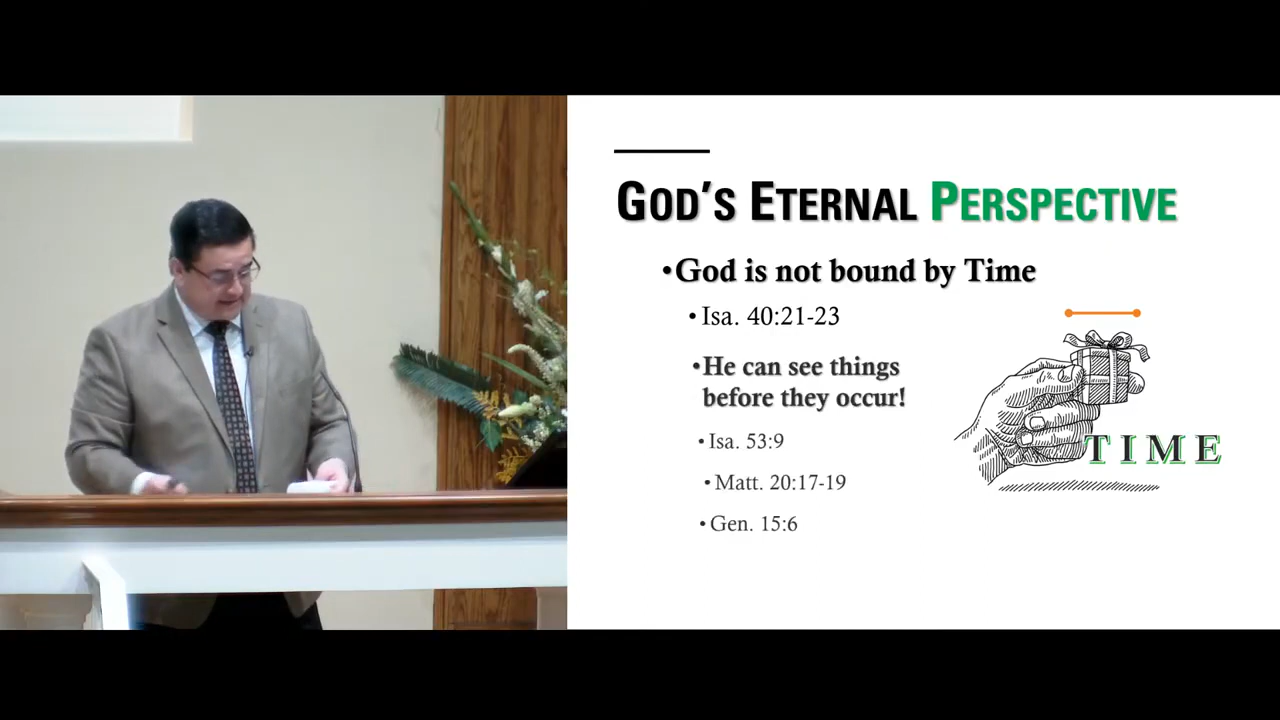 God's Eternal Perspective
•God is not bound by Time
•Isa. 40:21-23
•He can see things
before they occur!
•Isa. 53:9
•Matt. 20:17-19
•Gen. 15:6
TIME